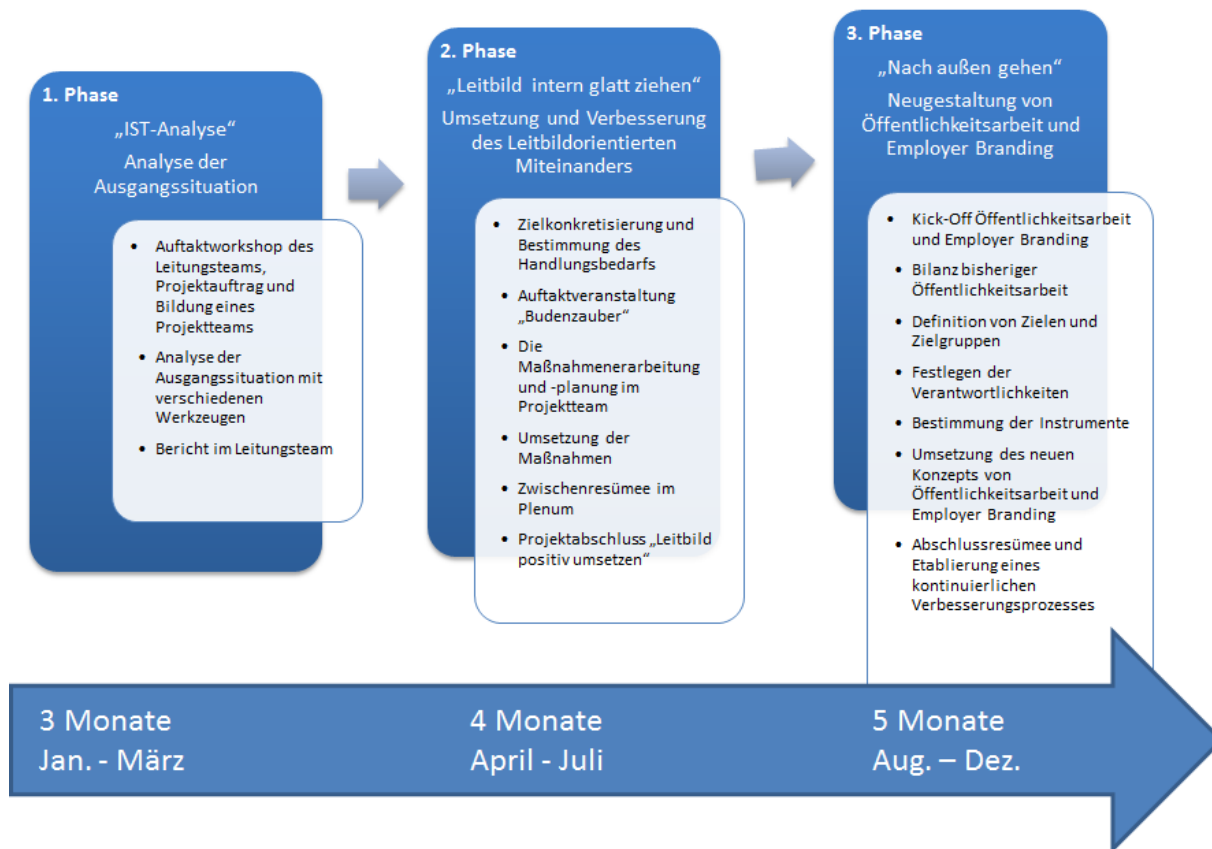 1. Phase
„IST-Analyse“
Analyse der
Ausgangssituation
• Auftaktworkshop des
Leitungsteams,
Projektauftrag und
Bildung eines
Projektteams
• Analyse der
Ausgangssituation mit
verschiedenen
Werkzeugen
• Bericht im Leitungsteam
2. Phase
„Leitbild intern glatt ziehen“
Umsetzung und Verbesserung
des Leitbildorientierten
Miteinanders
• Zielkonkretisierung und
Bestimmung des
Handlungsbedarfs
• Auftaktveranstaltung
„Budenzauber“
• Die
Maßnahmenerarbeitung
und -planung im
Projektteam
• Umsetzung der
Maßnahmen
• Zwischenresümee im
Plenum
• Projektabschluss „Leitbild
positiv umsetzen“
3. Phase
„Nach außen gehen“
Neugestaltung von
Öffentlichkeitsarbeit und
Employer Branding
• Kick-Off Öffentlichkeitsarbeit
und Employer Branding
• Bilanz bisheriger
Öffentlichkeitsarbeit
• Definition von Zielen und
Zielgruppen
• Festlegen der
Verantwortlichkeiten
• Bestimmung der Instrumente
• Umsetzung des neuen
Konzepts von
Öffentlichkeitsarbeit und
Employer Branding
• Abschlussresümee und
Etablierung eines
kontinuierlichen
Verbesserungsprozesses
3 Monate
Jan. - März
4 Monate
April - Juli
5 Monate
Aug. – Dez.